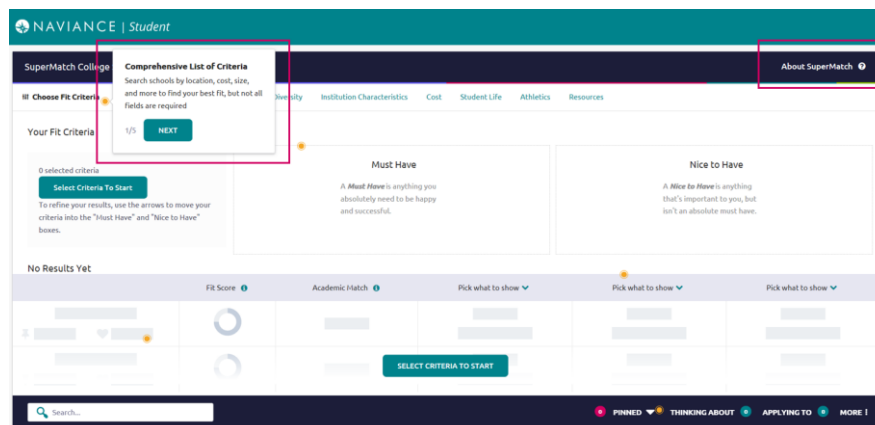 NAVIANCE | Student
SuperMatch College
About SuperMatch
Comprehensive List of Criteria
Search schools by location, cost, size,
and more to find your best fit, but not all
fields are required
1/5 NEXT
Choose Fit Criteria
Diversity Institution Characteristics Cost Student Life Athletics Resources
Your Fit Criteria
0 selected criteria
Select Criteria To Start
To refine your results, use the arrows to move your
criteria into the "Must Have" and "Nice to Have"
boxes.
Must Have
A Must Have is anything you
absolutely need to be happy
and successful.
Nice to Have
A Nice to Have is anything
that's important to you, but
isn't an absolute must have.
No Results Yet
Fit Score Academic Match Pick what to show Pick what to show Pick what to show
SELECT CRITERIA TO START
Search... PINNED THINKING ABOUT APPLYING TO MORE